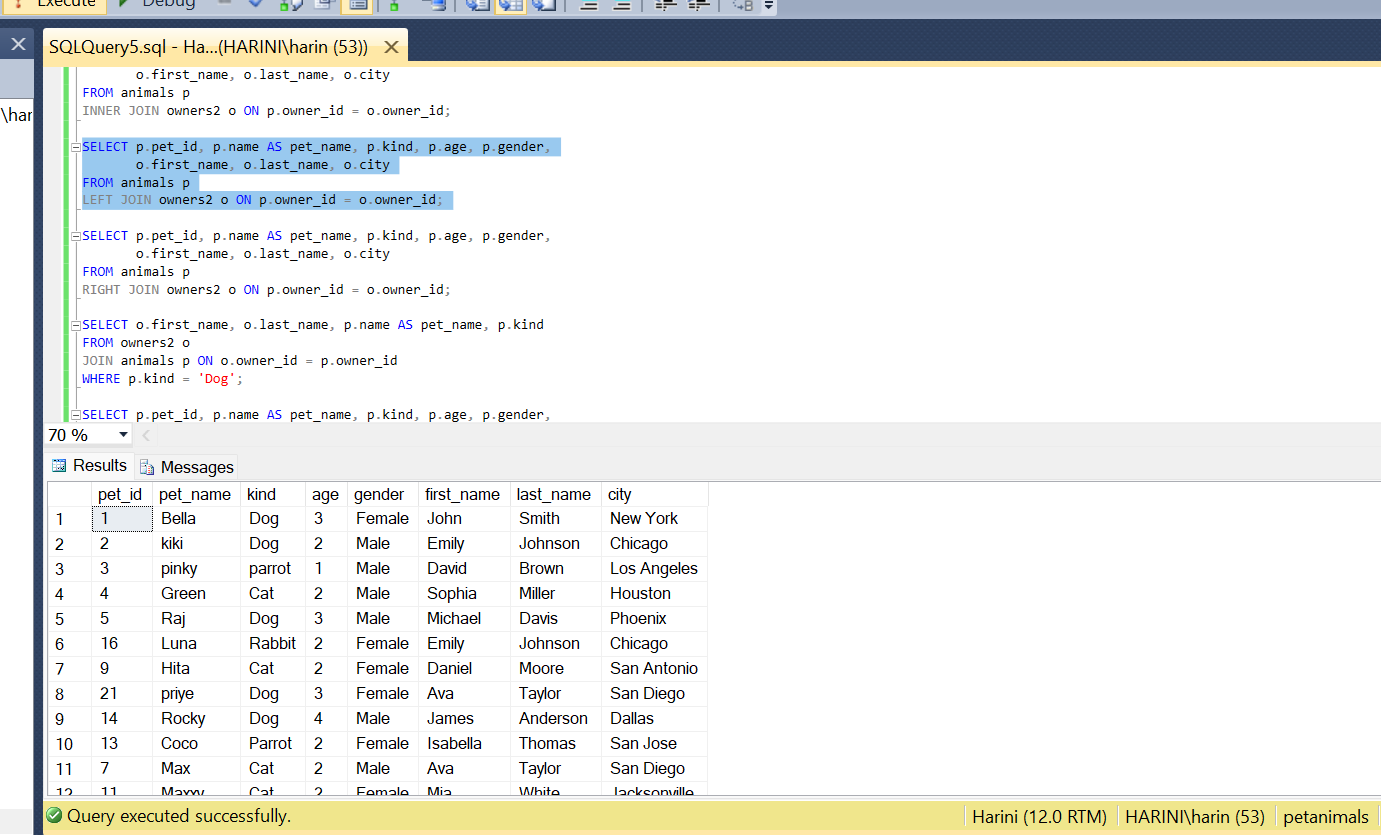 Execute Debug
SQLQuery5.sql - Ha...(HARINI\harin (53))
\har
o.first_name, o.last_name, o.city
FROM animals p
INNER JOIN owners2 o ON p.owner_id = o.owner_id;
SELECT p.pet_id, p.name AS pet_name, p.kind, p.age, p.gender,
o.first_name, o.last_name, o.city
FROM animals p
LEFT JOIN owners2 o ON p.owner_id = o.owner_id;
SELECT p.pet_id, p.name AS pet_name, p.kind, p.age, p.gender,
o.first_name, o.last_name, o.city
FROM animals p
RIGHT JOIN owners2 o ON p.owner_id = o.owner_id;
SELECT o.first_name, o.last_name, p.name AS pet_name, p.kind
FROM owners2 o
JOIN animals p ON o.owner_id = p.owner_id
WHERE p.kind = 'Dog';
SELECT p.pet_id, p.name AS pet_name, p.kind, p.age, p.gender,
70 %
Results Messages
pet_id pet_name kind age gender first_name last_name city
1 1 Bella Dog 3 Female John Smith New York
2 2 kiki Dog 2 Male Emily Johnson Chicago
3 3 pinky parrot 1 Male David Brown Los Angeles
4 4 Green Cat 2 Male Sophia Miller Houston
5 5 Raj Dog 3 Male Michael Davis Phoenix
6 16 Luna Rabbit 2 Female Emily Johnson Chicago
7 9 Hita Cat 2 Female Daniel Moore San Antonio
8 21 priye Dog 3 Female Ava Taylor San Diego
9 14 Rocky Dog 4 Male James Anderson Dallas
10 13 Coco Parrot 2 Female Isabella Thomas San Jose
11 7 Max Cat 2 Male Ava Taylor San Diego
12 11 Maxxy Cat 2 Female Mia White Jacksonville
Query executed successfully. Harini (12.0 RTM) HARINI\harin (53) petanimals